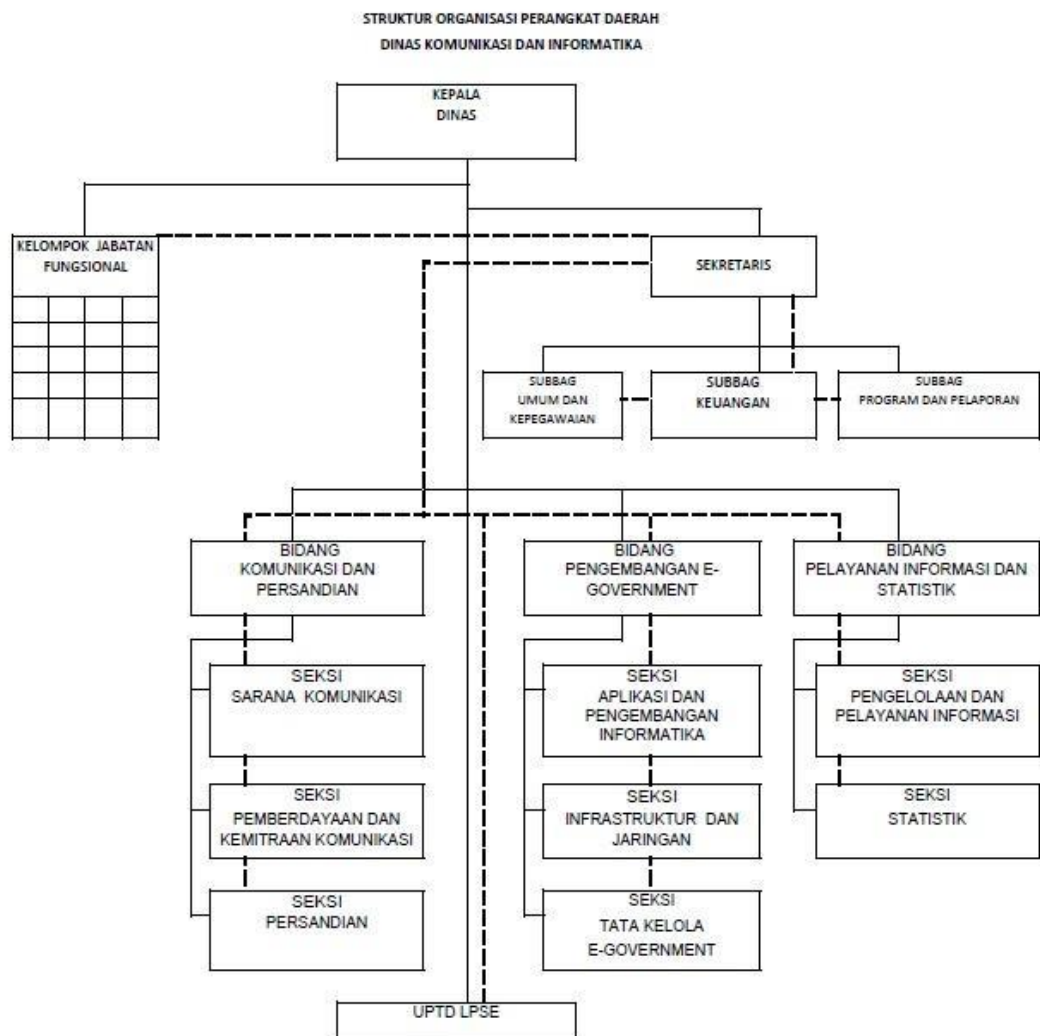 STRUKTUR ORGANISASI PERANGKAT DAERAH
DINAS KOMUNIKASI DAN INFORMATIKA
KEPALA
DINAS
KELOMPOK JABATAN
FUNGSIONAL
SEKRETARIS
SUBBAG
UMUM DAN
KEPEGAWAIAN
SUBBAG
KEUANGAN
SUBBAG
PROGRAM DAN PELAPORAN
BIDANG
KOMUNIKASI DAN
PERSANDIAN
BIDANG
PENGEMBANGAN E-
GOVERNMENT
BIDANG
PELAYANAN INFORMASI DAN
STATISTIK
SEKSI
SARANA KOMUNIKASI
SEKSI
APLIKASI DAN
PENGEMBANGAN
INFORMATIKA
SEKSI
PENGELOLAAN DAN
PELAYANAN INFORMASI
SEKSI
PEMBERDAYAAN DAN
KEMITRAAN KOMUNIKASI
SEKSI
INFRASTRUKTUR DAN
JARINGAN
SEKSI
STATISTIK
SEKSI
PERSANDIAN
SEKSI
TATA KELOLA
E-GOVERNMENT
UPTD LPSE